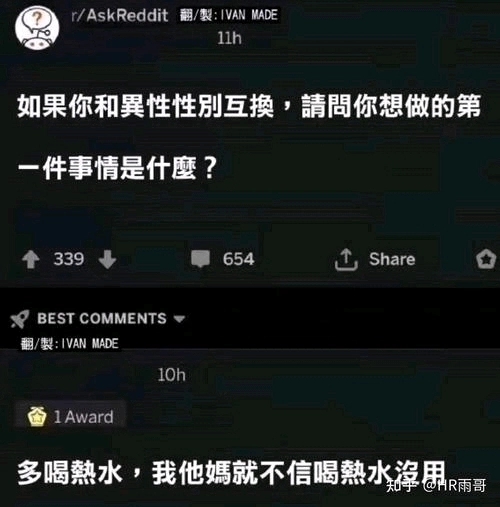 r/AskReddit 翻/製:IVAN MADE
11h
如果你和異性性別互換，請問你想做的第
一件事情是什麼？
339 654 Share
BEST COMMENTS
翻/製:IVAN MADE
10h
1 Award
多喝熱水，我他媽就不信喝熱水沒用
知乎 @HR雨哥